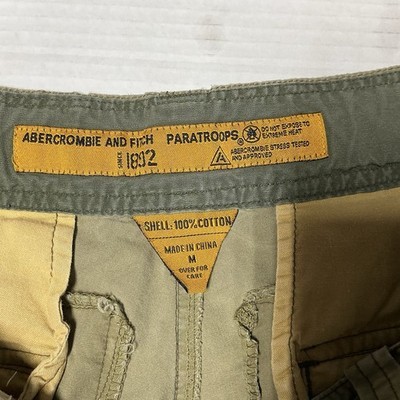 ABERCROMBIE AND FITCH PARATROOPS
SINCE 1892
DO NOT EXPOSE TO
EXTREME HEAT
A
ABERCROMBIE STRESS TESTED
AND APPROVED
SHELL: 100% COTTON
MADE IN CHINA
M
OVER FOR
CARE